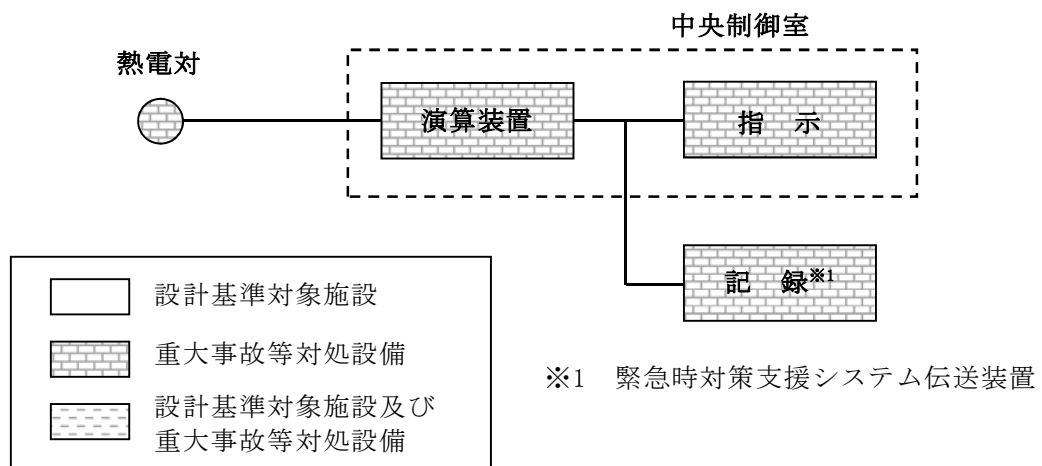 中央制御室
熱電対
演算装置
指　示
記　録※1
設計基準対象施設
重大事故等対処設備
設計基準対象施設及び
重大事故等対処設備
※1　緊急時対策支援システム伝送装置